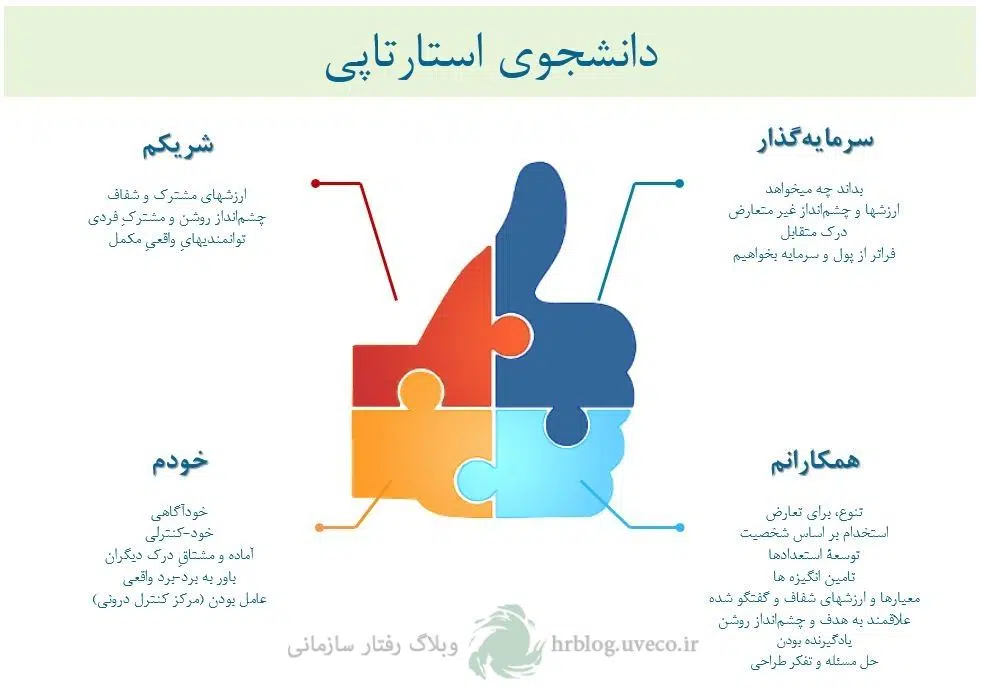 دانشجوی استارتاپی
سرمایه‌گذار
بداند چه میخواهد
ارزشها و چشم‌انداز غیر متعارض
درک متقابل
فراتر از پول و سرمایه بخواهیم
شریکم
ارزشهای مشترک و شفاف
چشم‌انداز روشن و مشترکِ فردی
توانمندیهایِ واقعیِ مکمل
همکارانم
تنوع، برای تعارض
استخدام بر اساس شخصیت
توسعهٔ استعدادها
تامین انگیزه ها
معیارها و ارزشهای شفاف و گفتگو شده
علاقمند به هدف و چشم‌انداز روشن
یادگیرنده بودن
حل مسئله و تفکر طراحی
خودم
خودآگاهی
خود-کنترلی
آماده و مشتاقِ درک دیگران
باور به برد-برد واقعی
عامل بودن (مرکز کنترل درونی)
وبلاگ رفتار سازمانی
hrblog.uveco.ir